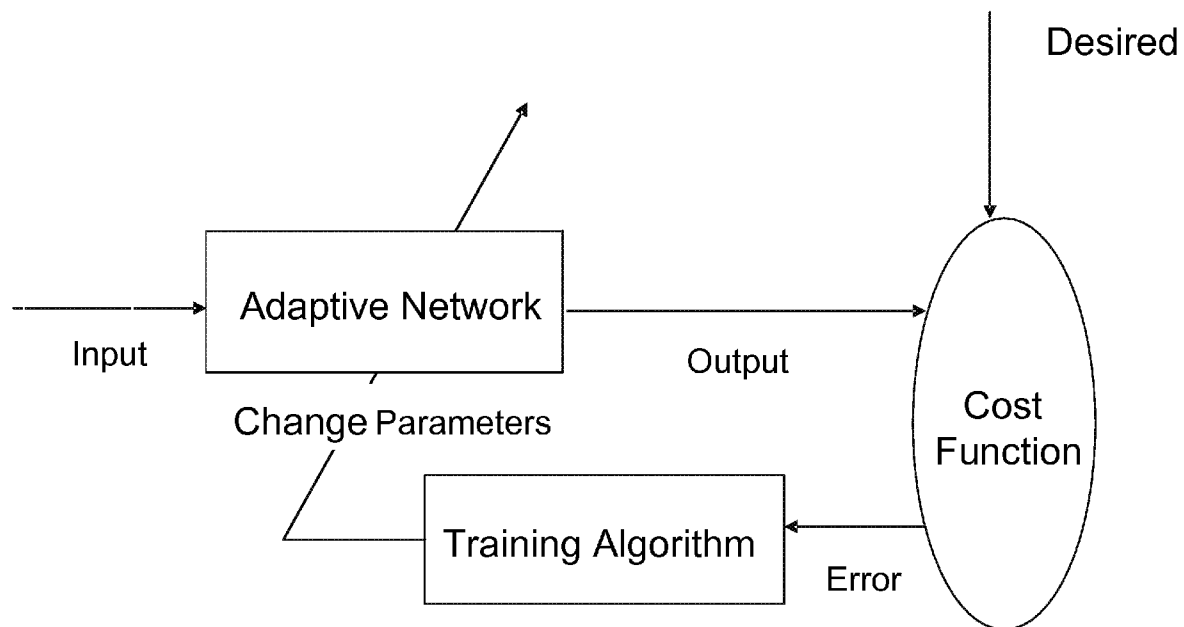 Desired
Adaptive Network
Input
Output
Change Parameters
Cost
Function
Training Algorithm
Error